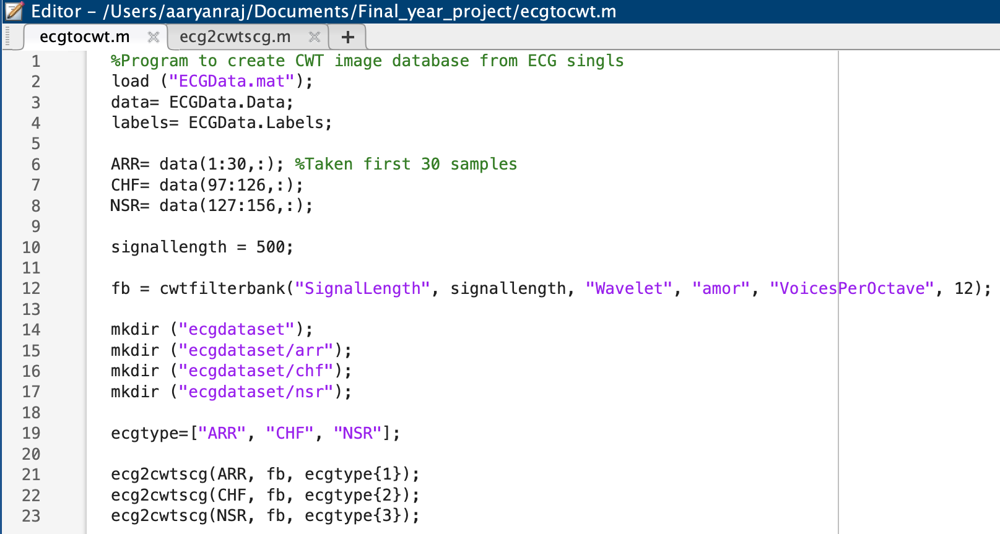 Editor – /Users/aaryanraj/Documents/Final_year_project/ecgtocwt.m
ecgtocwt.m ecg2cwtscg.m +
1 %Program to create CWT image database from ECG singls
2 load ("ECGData.mat");
3 data= ECGData.Data;
4 labels= ECGData.Labels;
5
6 ARR= data(1:30,:); %Taken first 30 samples
7 CHF= data(97:126,:);
8 NSR= data(127:156,:);
9
10 signallength = 500;
11
12 fb = cwtfilterbank("SignalLength", signallength, "Wavelet", "amor", "VoicesPerOctave", 12);
13
14 mkdir ("ecgdataset");
15 mkdir ("ecgdataset/arr");
16 mkdir ("ecgdataset/chf");
17 mkdir ("ecgdataset/nsr");
18
19 ecgtype=["ARR", "CHF", "NSR"];
20
21 ecg2cwtscg(ARR, fb, ecgtype{1});
22 ecg2cwtscg(CHF, fb, ecgtype{2});
23 ecg2cwtscg(NSR, fb, ecgtype{3});